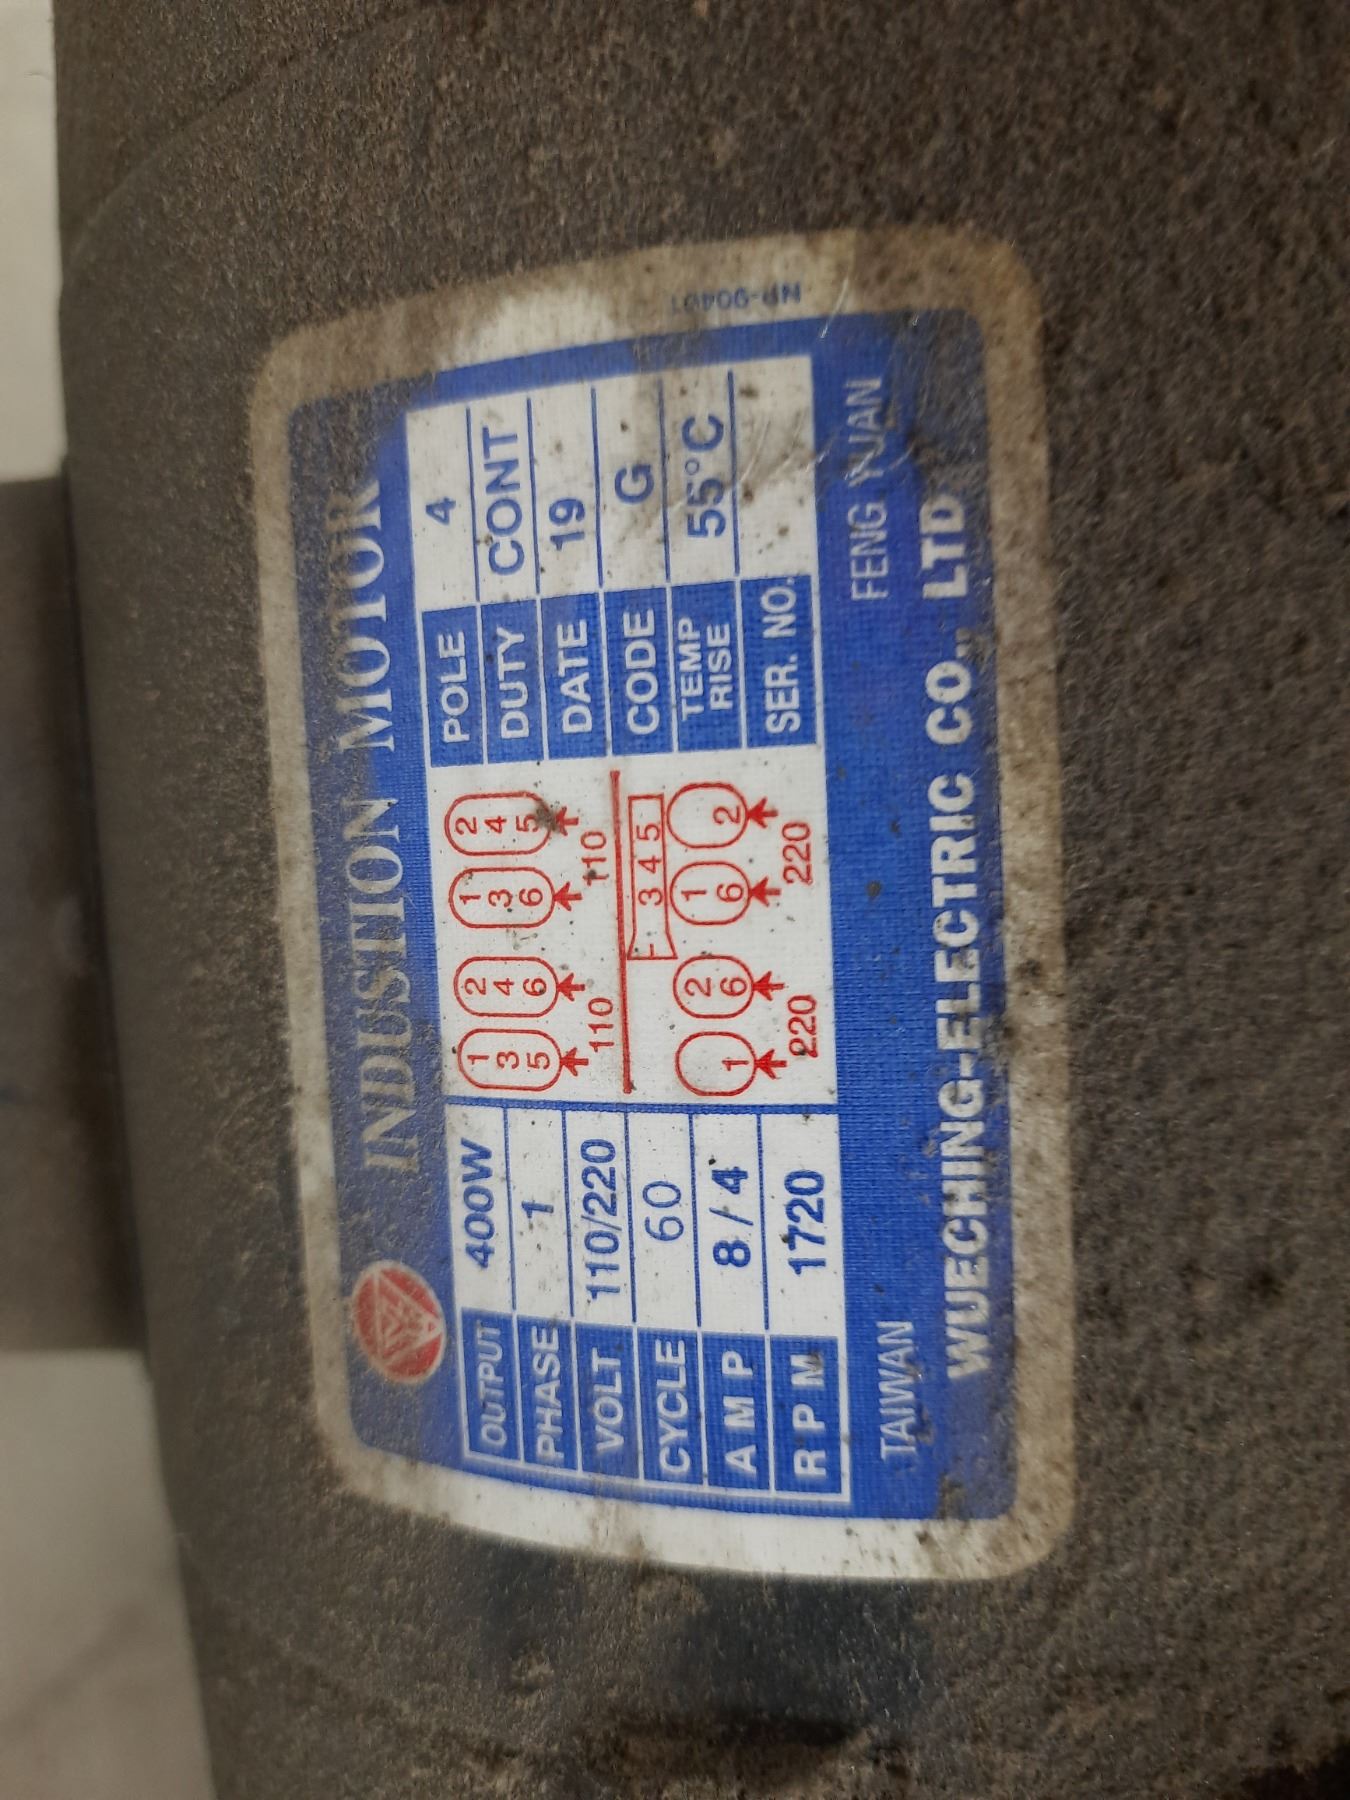 INDUSTION MOTOR
OUTPUT 400W
PHASE 1
VOLT 110/220
CYCLE 60
AMP 8/4
RPM 1720
1 2 1 2
3 4 3 4
5 6 6 5
110 110
3 4 5
2 1
1 6 6 2
220 220
POLE 4
DUTY CONT
DATE 19
CODE G
TEMP RISE 55°C
SER. NO.
TAIWAN FENG YUAN
WUECHING-ELECTRIC CO., LTD
NP-90401